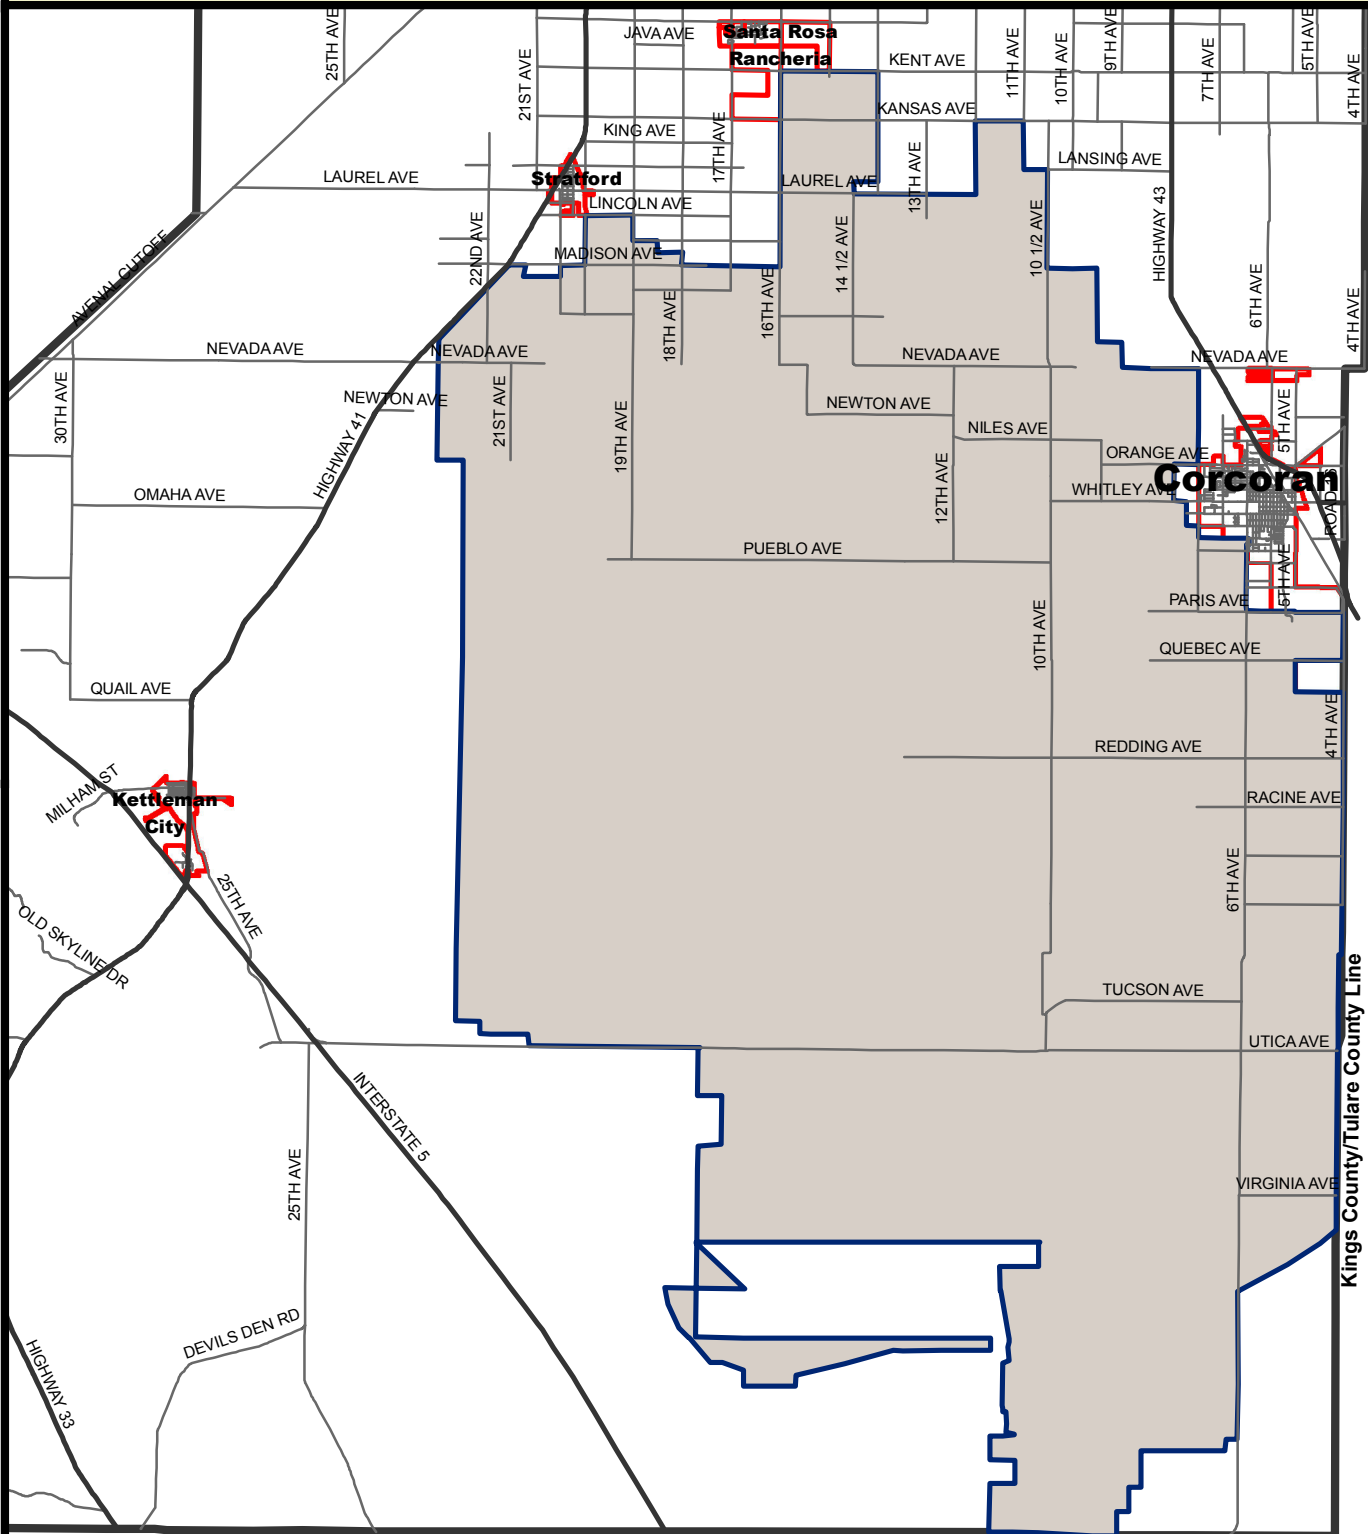 25TH AVE
21ST AVE
JAVA AVE
Santa Rosa
Rancheria
KENT AVE
11TH AVE
10TH AVE
9TH AVE
7TH AVE
5TH AVE
4TH AVE
KANSAS AVE
KING AVE
17TH AVE
13TH AVE
LANSING AVE
LAUREL AVE
Stratford
LAUREL AVE
LINCOLN AVE
22ND AVE
MADISON AVE
14 1/2 AVE
10 1/2 AVE
HIGHWAY 43
6TH AVE
4TH AVE
AVENAL CUTOFF
18TH AVE
16TH AVE
NEVADA AVE
NEVADA AVE
NEVADA AVE
NEVADA AVE
30TH AVE
NEWTON AVE
21ST AVE
19TH AVE
NEWTON AVE
NILES AVE
5TH AVE
HIGHWAY 41
12TH AVE
ORANGE AVE
Corcoran
WHITLEY AVE
ROAD 16
OMAHA AVE
PUEBLO AVE
5TH AVE
PARIS AVE
10TH AVE
QUEBEC AVE
QUAIL AVE
4TH AVE
REDDING AVE
MILHAM ST
Kettleman
City
RACINE AVE
25TH AVE
6TH AVE
OLD SKYLINE DR
TUCSON AVE
UTICA AVE
Kings County/Tulare County Line
INTERSTATE 5
25TH AVE
VIRGINIA AVE
DEVILS DEN RD
HIGHWAY 33